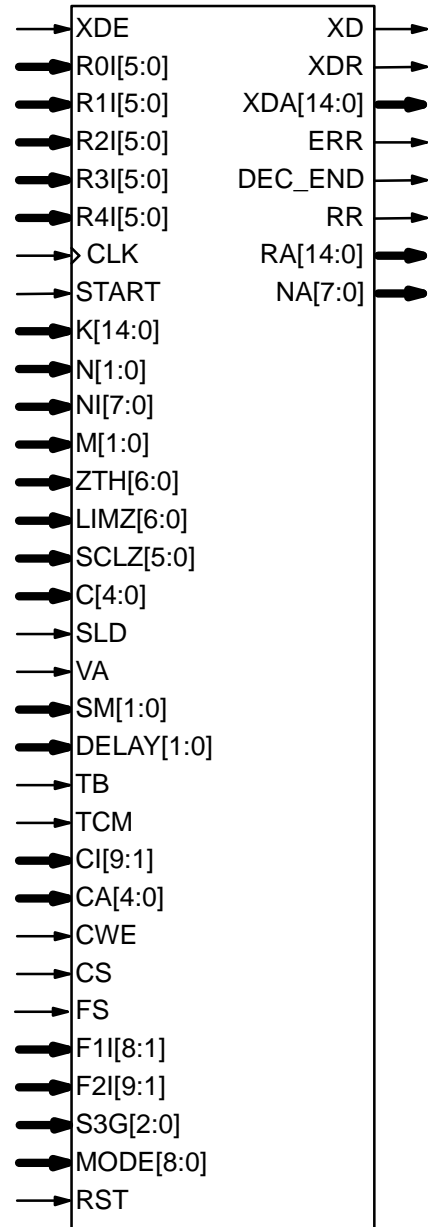 XDE XD
R0I[5:0] XDR
R1I[5:0] XDA[14:0]
R2I[5:0] ERR
R3I[5:0] DEC_END
R4I[5:0] RR
CLK RA[14:0]
START NA[7:0]
K[14:0]
N[1:0]
NI[7:0]
M[1:0]
ZTH[6:0]
LIMZ[6:0]
SCLZ[5:0]
C[4:0]
SLD
VA
SM[1:0]
DELAY[1:0]
TB
TCM
CI[9:1]
CA[4:0]
CWE
CS
FS
F1I[8:1]
F2I[9:1]
S3G[2:0]
MODE[8:0]
RST